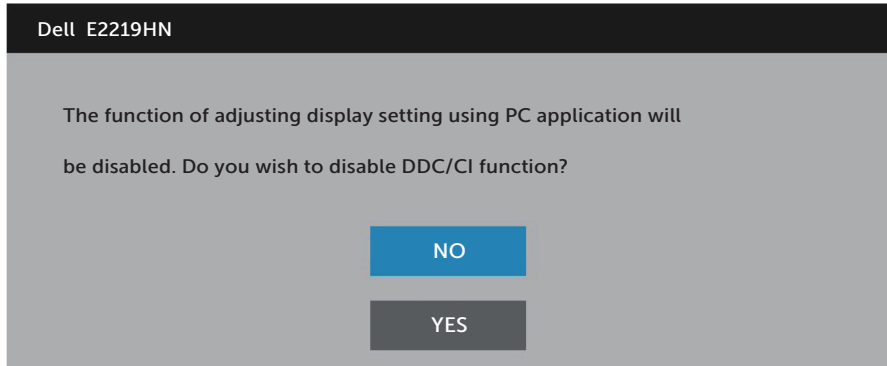 Dell E2219HN
The function of adjusting display setting using PC application will
be disabled. Do you wish to disable DDC/CI function?
NO
YES